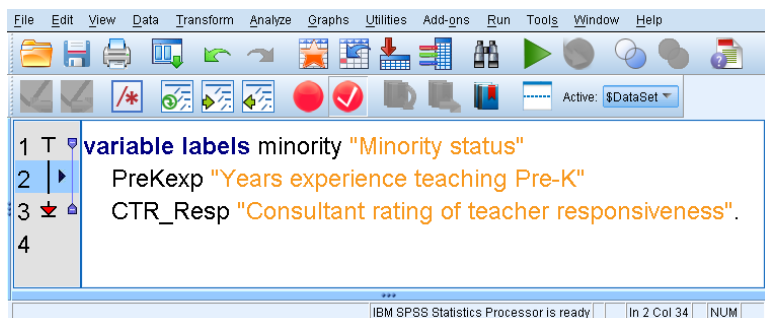 File Edit View Data Transform Analyze Graphs Utilities Add-ons Run Tools Window Help
Active: $DataSet
1 variable labels minority "Minority status"
2 PreKexp "Years experience teaching Pre-K"
3 CTR_Resp "Consultant rating of teacher responsiveness".
4
IBM SPSS Statistics Processor is ready In 2 Col 34 NUM